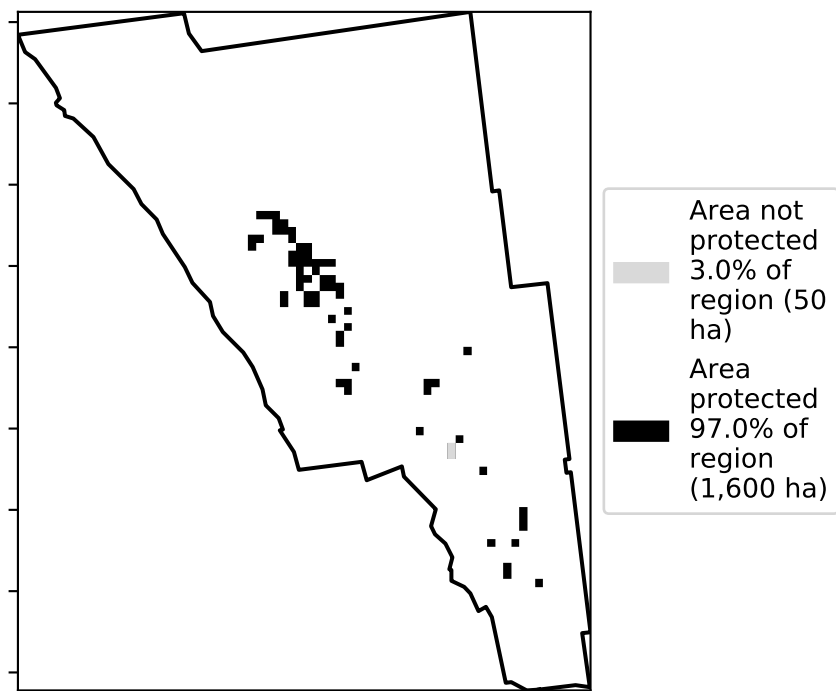 Area not
protected
3.0% of
region (50
ha)
Area
protected
97.0% of
region
(1,600 ha)